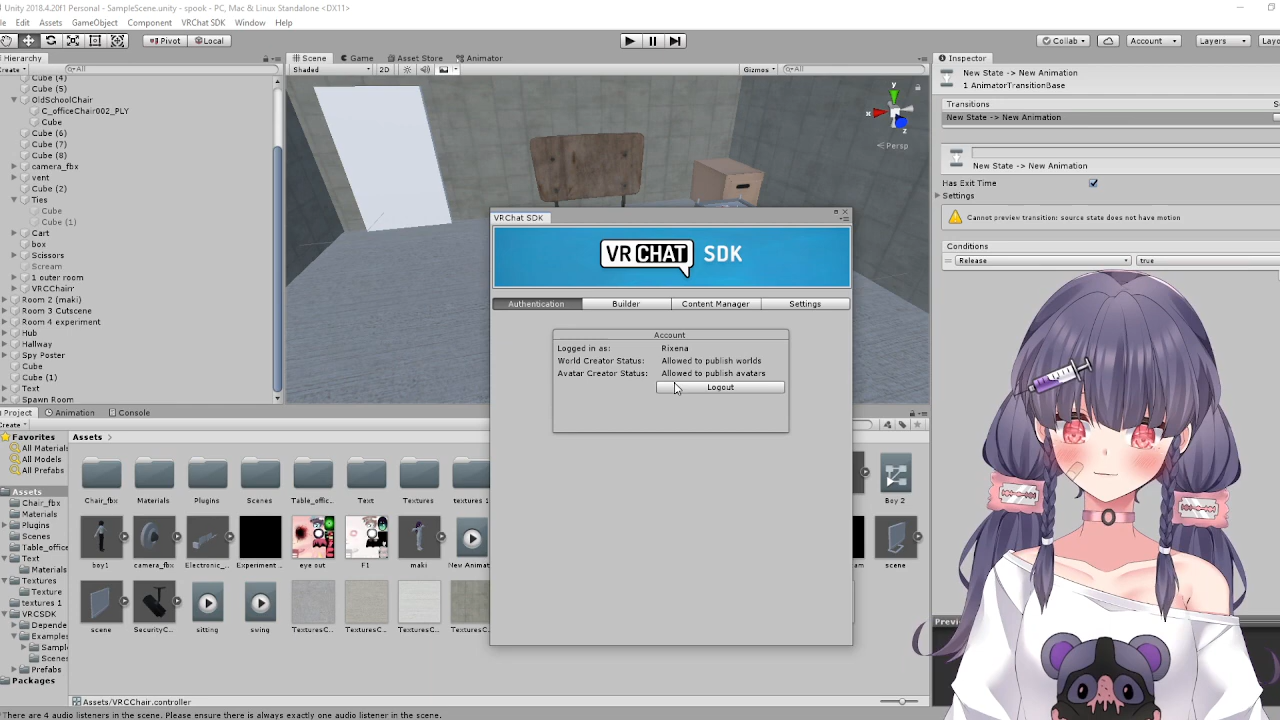 Unity 2018.4.20f1 Personal - SampleScene.unity - spook - PC, Mac & Linux Standalone <DX11>
Edit Assets GameObject Component VRChat SDK Window Help
Pivot Local Collab Account Layers
Hierarchy
All
Cube (4)
Cube (5)
OldSchoolChair
C_officeChair002_PLY
Cube
Cube (6)
Cube (7)
Cube (8)
camera_fbx
vent
Cube (2)
Ties
Cube
Cube (1)
Cart
box
Scissors
Scream
1 outer room
VRCChair
Room 2 (maki)
Room 3 Cutscene
Room 4 experiment
Hub
Hallway
Spy Poster
Cube
Cube (1)
Text
Spawn
Scene Game Asset Store Animator
Shaded 2D Gizmos All
y
x
z
Persp
VRChat SDK
VR CHAT SDK
Authentication Builder Content Manager Settings
Account
Logged in as: Rixena
World Creator Status: Allowed to publish worlds
Avatar Creator Status: Allowed to publish avatars
Logout
Inspector
New State -> New Animation
1 AnimatorTransitionBase
Transitions
New State -> New Animation
New State -> New Animation
Has Exit Time
Settings
Cannot preview transition: source state does not have motion
Conditions
Release true
Project Animation Console
Favorites
All Materials
All Models
All Prefabs
Assets
Chair_fbx
Materials
Plugins
Scenes
Table_office
Text
Materials
Textures
Texture
textures 1
VRCSDK
Examples
Scenes
Prefabs
Packages
Assets
Chair_fbx Materials Plugins Scenes Table_offic... Text Textures textures 1 Boy 2
boy1 camera_fbx Electronic_... Experiment eye out F1 maki New Animati scene
scene SecurityC... sitting swing TexturesC... TexturesC... TexturesC... TexturesC
Assets/VRCChair.controller
There are 4 audio listeners in the scene. Please ensure there is always exactly one audio listener in the scene.